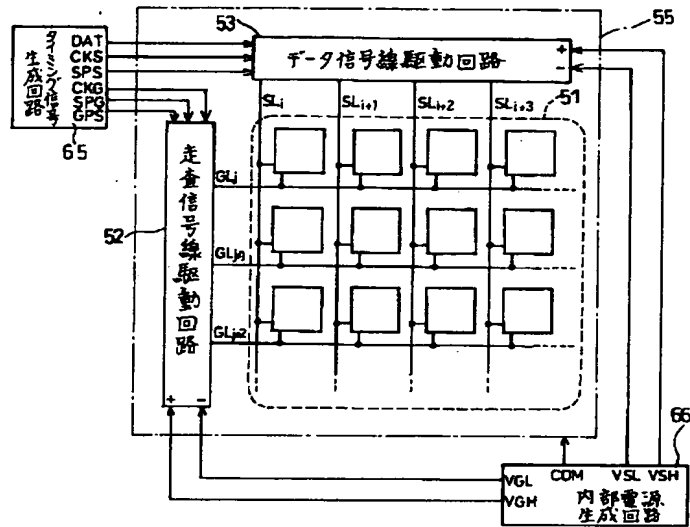 53
55
タイミング信号
生成回路
DAT
CKS
SPS
CKG
SPG
GPS
65
データ信号線駆動回路
+
−
SLi
SLi+1
SLi+2
SLi+3
51
走査信号線駆動回路
52
GLj
GLj+1
GLj+2
+
−
66
VGL
VGH
COM
VSL
VSH
内部電源
生成回路